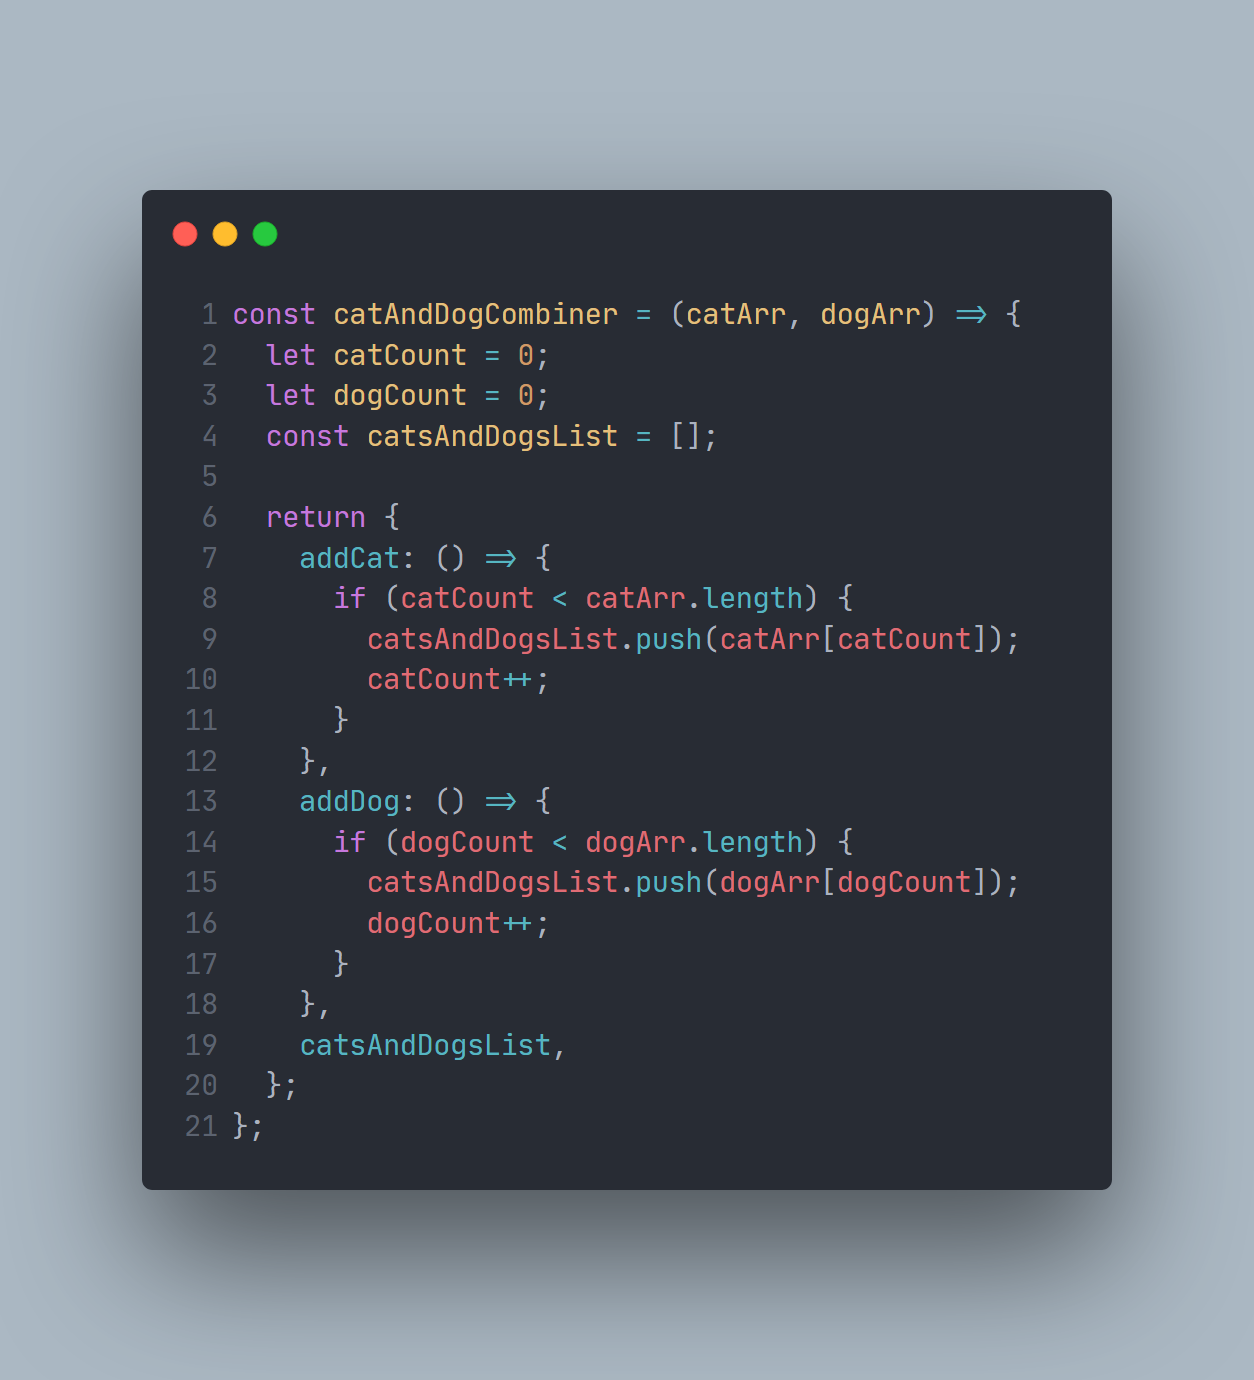 1 const catAndDogCombiner = (catArr, dogArr) => {
2   let catCount = 0;
3   let dogCount = 0;
4   const catsAndDogsList = [];
5
6   return {
7     addCat: () => {
8       if (catCount < catArr.length) {
9         catsAndDogsList.push(catArr[catCount]);
10         catCount++;
11       }
12     },
13     addDog: () => {
14       if (dogCount < dogArr.length) {
15         catsAndDogsList.push(dogArr[dogCount]);
16         dogCount++;
17       }
18     },
19     catsAndDogsList,
20   };
21 };